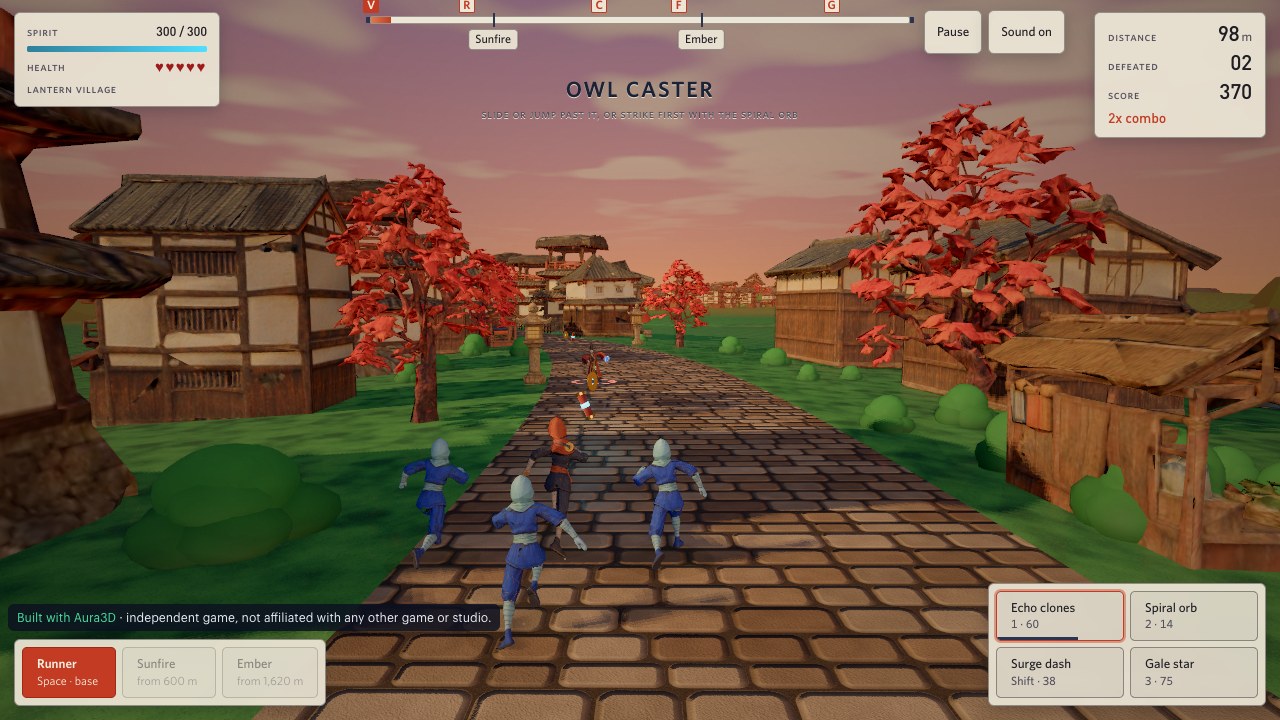 SPIRIT 300 / 300
HEALTH ♥♥♥♥♥
LANTERN VILLAGE
V R C F G
Sunfire Ember
Pause Sound on
DISTANCE 98 m
DEFEATED 02
SCORE 370
2x combo
OWL CASTER
SLIDE OR JUMP PAST IT, OR STRIKE FIRST WITH THE SPIRAL ORB
Built with Aura3D · independent game, not affiliated with any other game or studio.
Runner Sunfire Ember
Space · base from 600 m from 1,620 m
Echo clones Spiral orb
1 · 60 2 · 14
Surge dash Gale star
Shift · 38 3 · 75